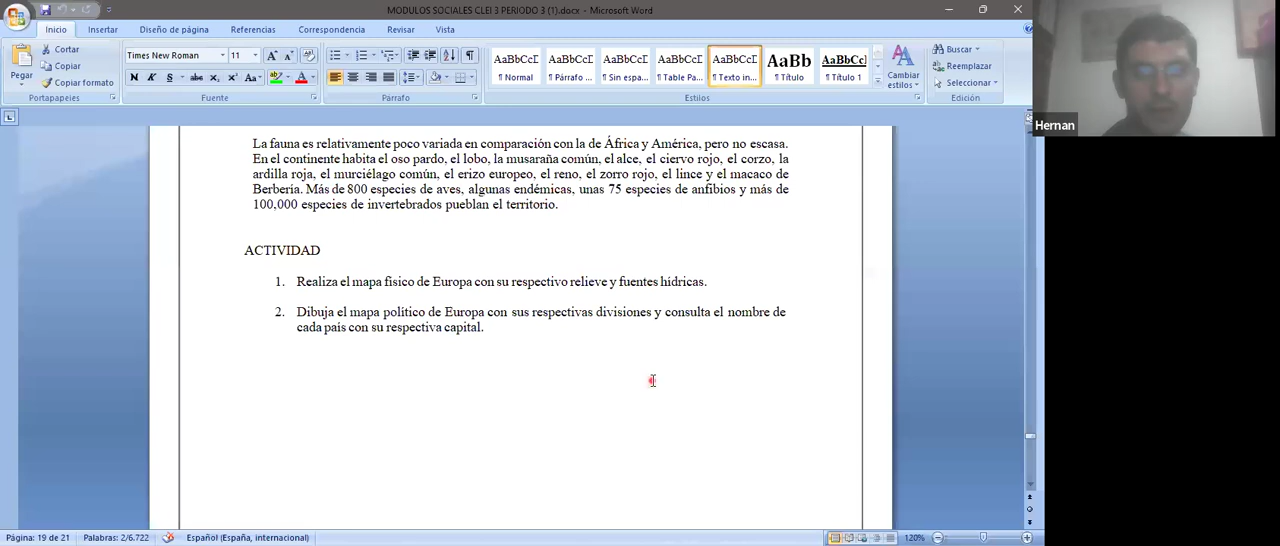 MODULOS SOCIALES CLEI 3 PERIODO 3 (1).docx - Microsoft Word
Inicio Insertar Diseño de página Referencias Correspondencia Revisar Vista
Pegar
Cortar
Copiar
Copiar formato
Portapapeles
Times New Roman 11
Fuente
Párrafo
AaBbCcD AaBbCcI AaBbCcD AaBbCcD AaBbCcD AaBb AaBbCcl
¶ Normal ¶ Párrafo ... ¶ Sin espa... ¶ Table Pa... ¶ Texto in... ¶ Título ¶ Título 1
Estilos
Cambiar
estilos
Buscar
Reemplazar
Seleccionar
Edición
Hernan
La fauna es relativamente poco variada en comparación con la de África y América, pero no escasa.
En el continente habita el oso pardo, el lobo, la musaraña común, el alce, el ciervo rojo, el corzo, la
ardilla roja, el murciélago común, el erizo europeo, el reno, el zorro rojo, el lince y el macaco de
Berbería. Más de 800 especies de aves, algunas endémicas, unas 75 especies de anfibios y más de
100,000 especies de invertebrados pueblan el territorio.
ACTIVIDAD
1. Realiza el mapa físico de Europa con su respectivo relieve y fuentes hídricas.
2. Dibuja el mapa político de Europa con sus respectivas divisiones y consulta el nombre de
cada país con su respectiva capital.
Página: 19 de 21 Palabras: 2/6.722 Español (España, internacional) 120%